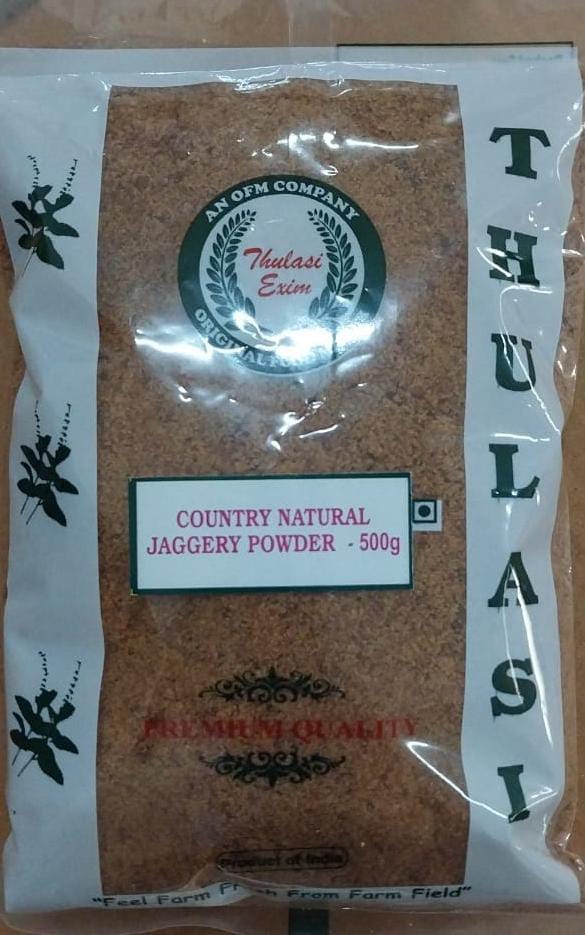 AN OFM COMPANY
Thulasi
Exim
ORIGINAL
THULASI
COUNTRY NATURAL
JAGGERY POWDER - 500g
PREMIUM QUALITY
Product of India
"Feel Farm Fresh From Farm Field"